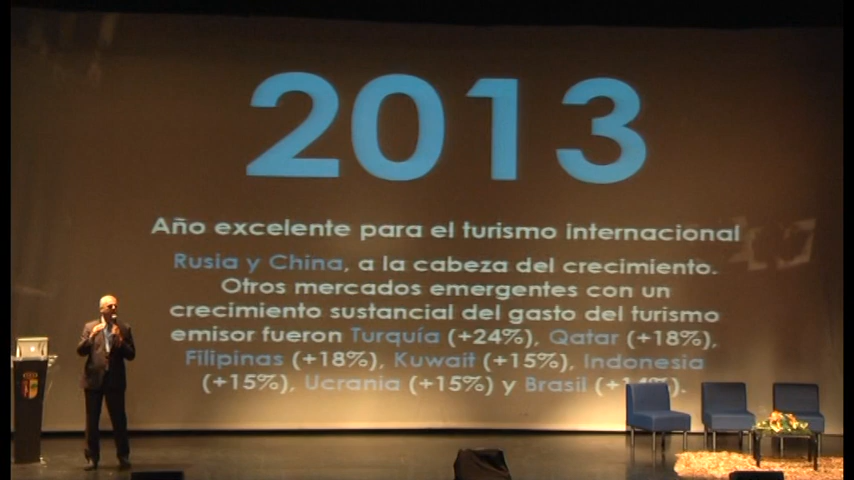 2013
Año excelente para el turismo internacional
Rusia y China, a la cabeza del crecimiento.
Otros mercados emergentes con un
crecimiento sustancial del gasto del turismo
emisor fueron Turquía (+24%), Qatar (+18%),
Filipinas (+18%), Kuwait (+15%), Indonesia
(+15%), Ucrania (+15%) y Brasil (+14%).